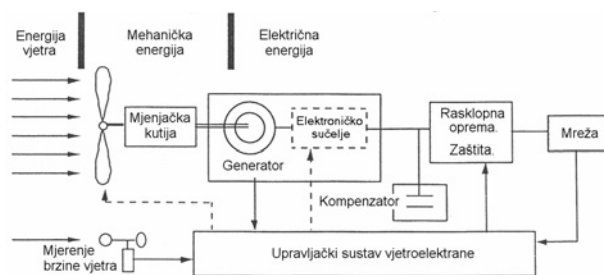 Energija
vjetra
Mehanička
energija
Električna
energija
Mjenjačka
kutija
Elektroničko
sučelje
Generator
Rasklopna
oprema.
Zaštita.
Mreža
Kompenzator
Mjerenje
brzine vjetra
Upravljački sustav vjetroelektrane